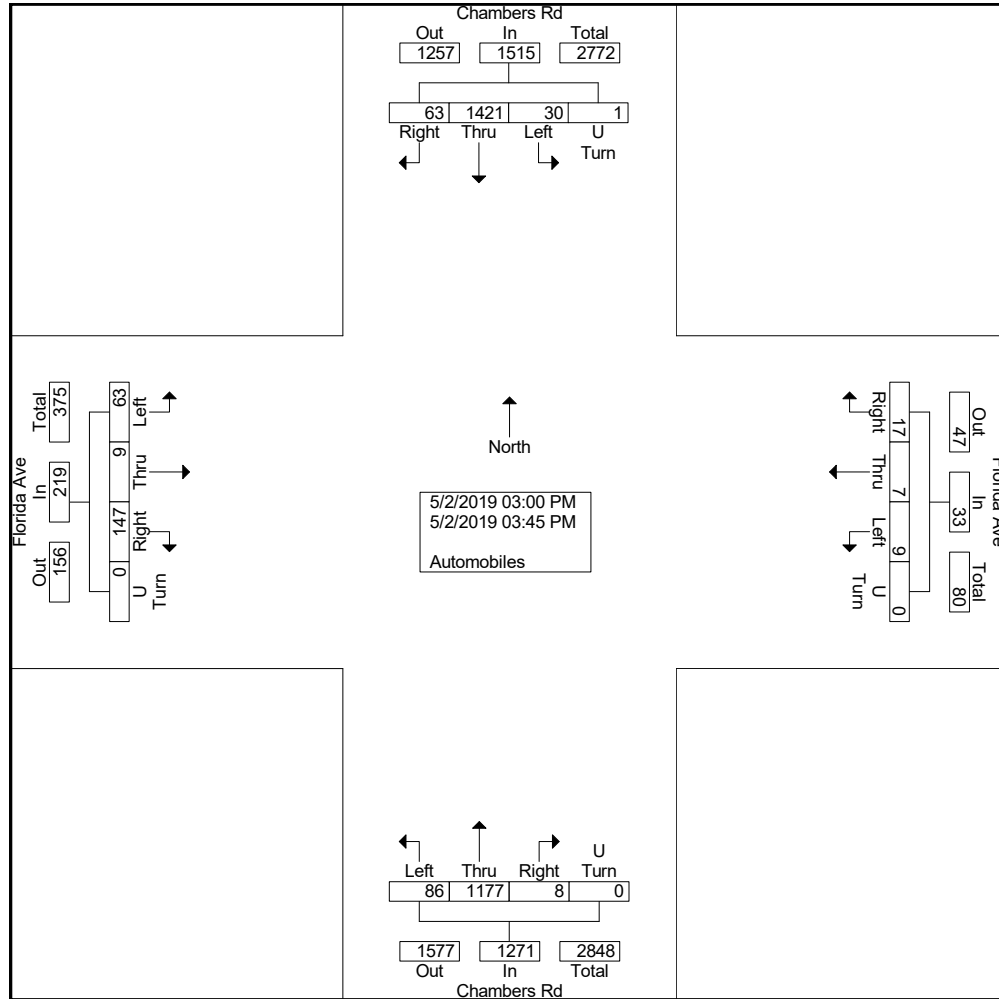 Chambers Rd
Out In Total
1257 1515 2772
63 1421 30 1
Right Thru Left U Turn
Florida Ave
Total In Out
375 219 156
63 9 147 0
Left Thru Right U Turn
North
5/2/2019 03:00 PM
5/2/2019 03:45 PM
Automobiles
Right Thru Left U Turn
17 7 9 0
Out In Total
47 33 80
Florida Ave
Left Thru Right U Turn
86 1177 8 0
1577 1271 2848
Out In Total
Chambers Rd